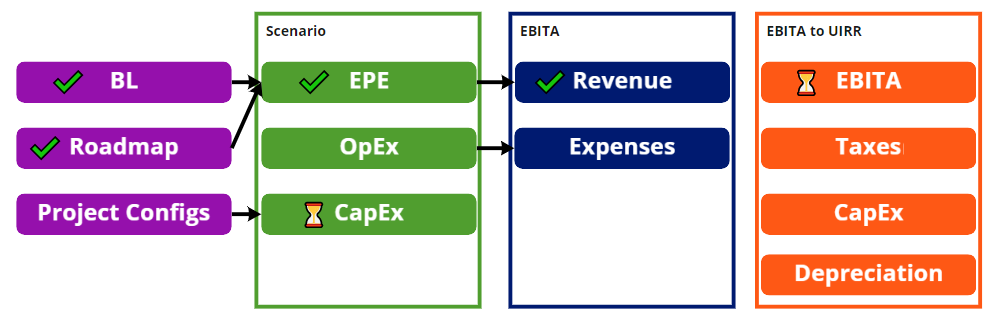 Scenario
EBITA
EBITA to UIRR
BL
EPE
Revenue
EBITA
Roadmap
OpEx
Expenses
Taxes
Project Configs
CapEx
CapEx
Depreciation